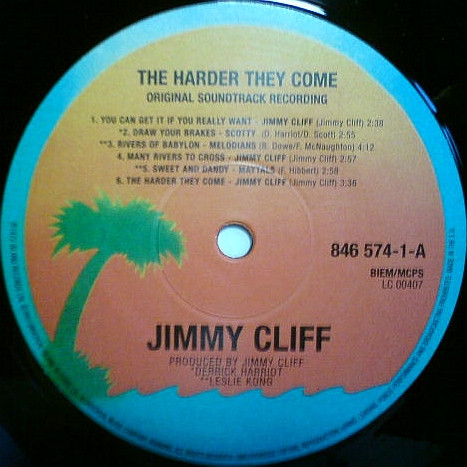 THE HARDER THEY COME
ORIGINAL SOUNDTRACK RECORDING
1. YOU CAN GET IT IF YOU REALLY WANT - JIMMY CLIFF (Jimmy Cliff) 2:38
*2. DRAW YOUR BRAKES - SCOTTY (D. Harriot/D. Scott) 2:55
**3. RIVERS OF BABYLON - MELODIANS (B. Dowe/F. McNaughton) 4:12
4. MANY RIVERS TO CROSS - JIMMY CLIFF (Jimmy Cliff) 2:57
**5. SWEET AND DANDY - MAYTALS (F. Hibbert) 2:58
6. THE HARDER THEY COME - JIMMY CLIFF (Jimmy Cliff) 3:36
846 574-1-A
BIEM/MCPS
LC 00407
JIMMY CLIFF
PRODUCED BY JIMMY CLIFF
*DERRICK HARRIOT
**LESLIE KONG